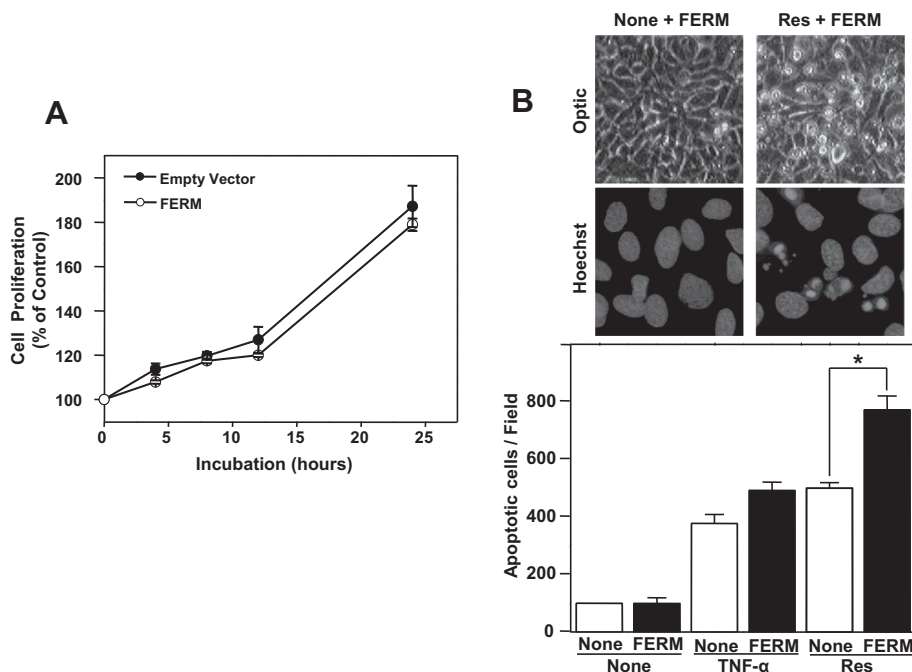 A
200
180
160
140
120
100
Cell Proliferation
(% of Control)
Empty Vector
FERM
0 5 10 15 20 25
Incubation (hours)
B
None + FERM Res + FERM
Optic
Hoechst
Apoptotic cells / Field
800
600
400
200
0
*
None FERM None FERM None FERM
None TNF-α Res